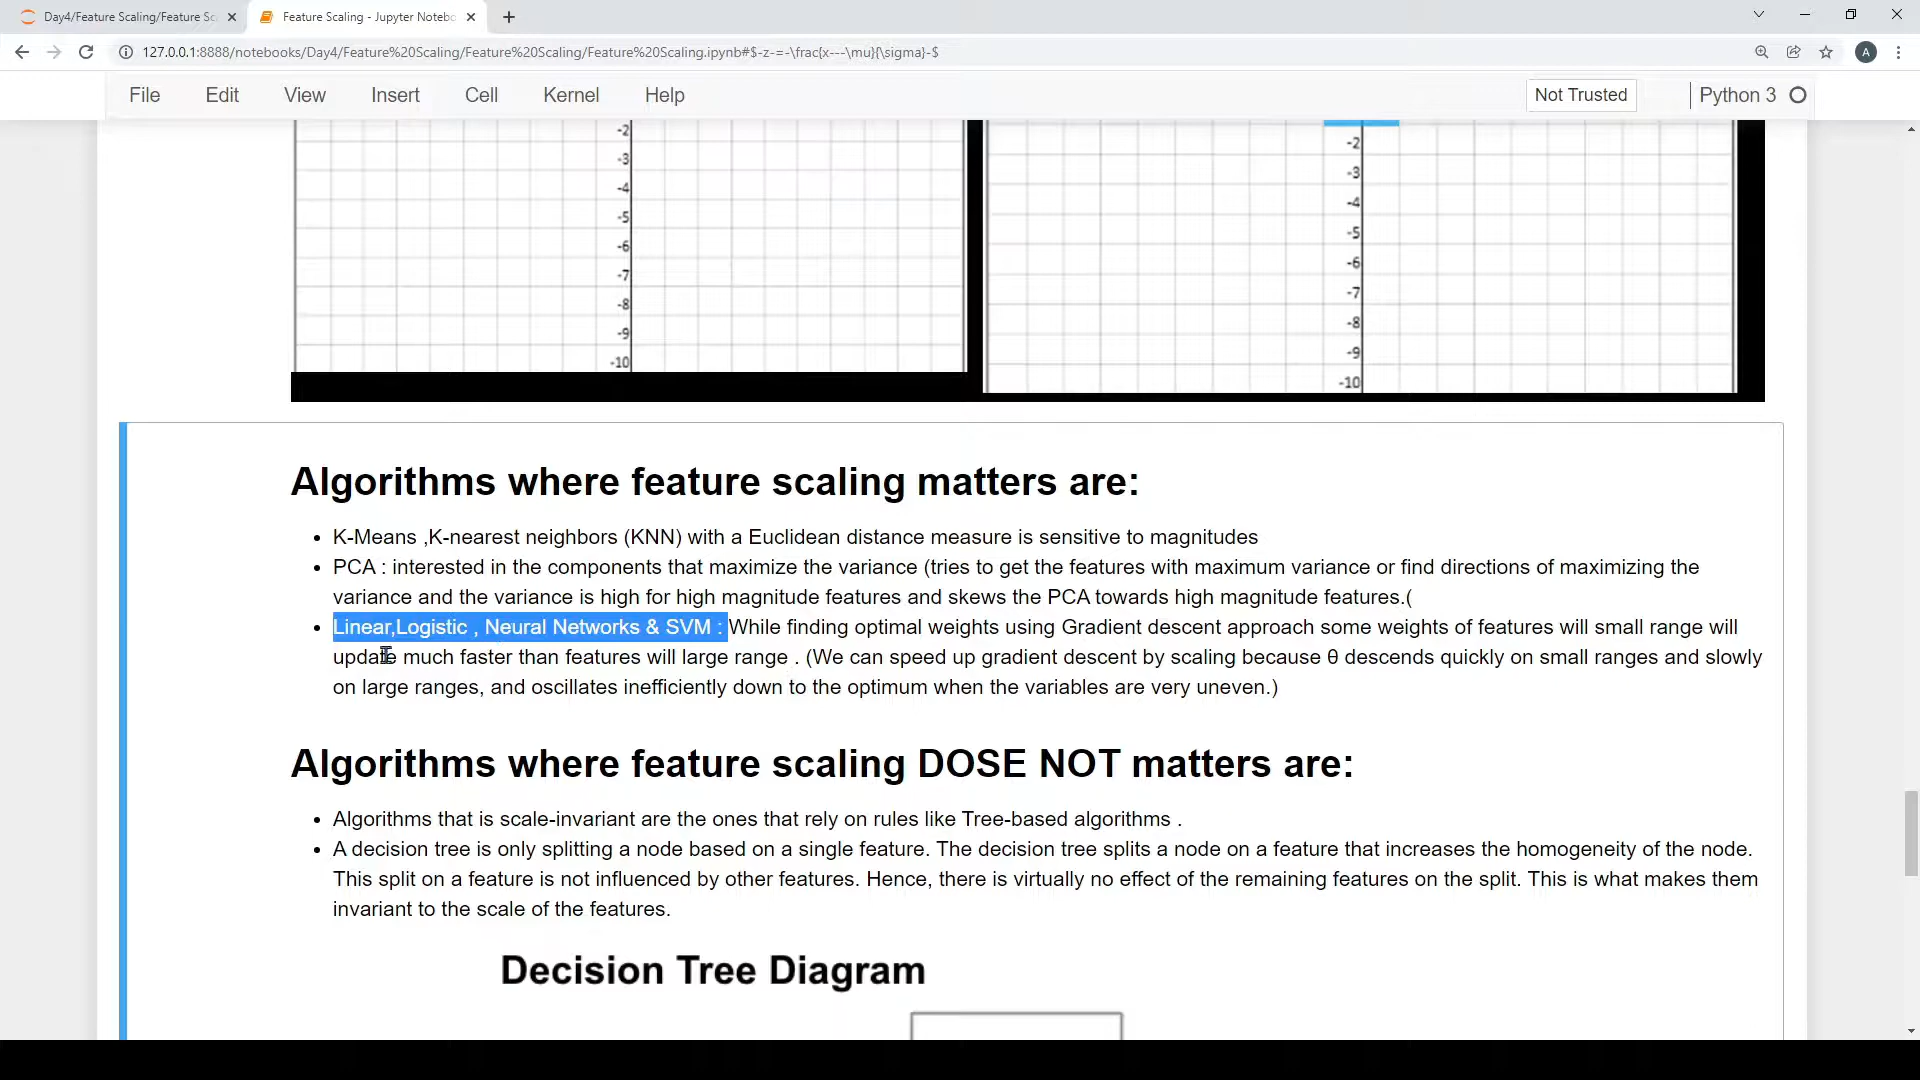 Day4/Feature Scaling/Feature Sc
Feature Scaling - Jupyter Notebo
127.0.0.1:8888/notebooks/Day4/Feature%20Scaling/Feature%20Scaling/Feature%20Scaling.ipynb#$-z-=-\frac{x---\mu}{\sigma}-$
A
File Edit View Insert Cell Kernel Help
Not Trusted
Python 3
-2
-3
-4
-5
-6
-7
-8
-9
-10
-2
-3
-4
-5
-6
-7
-8
-9
-10
Algorithms where feature scaling matters are:
• K-Means ,K-nearest neighbors (KNN) with a Euclidean distance measure is sensitive to magnitudes
• PCA : interested in the components that maximize the variance (tries to get the features with maximum variance or find directions of maximizing the
variance and the variance is high for high magnitude features and skews the PCA towards high magnitude features.(
• Linear,Logistic , Neural Networks & SVM : While finding optimal weights using Gradient descent approach some weights of features will small range will
update much faster than features will large range . (We can speed up gradient descent by scaling because θ descends quickly on small ranges and slowly
on large ranges, and oscillates inefficiently down to the optimum when the variables are very uneven.)
Algorithms where feature scaling DOSE NOT matters are:
• Algorithms that is scale-invariant are the ones that rely on rules like Tree-based algorithms .
• A decision tree is only splitting a node based on a single feature. The decision tree splits a node on a feature that increases the homogeneity of the node.
This split on a feature is not influenced by other features. Hence, there is virtually no effect of the remaining features on the split. This is what makes them
invariant to the scale of the features.
Decision Tree Diagram